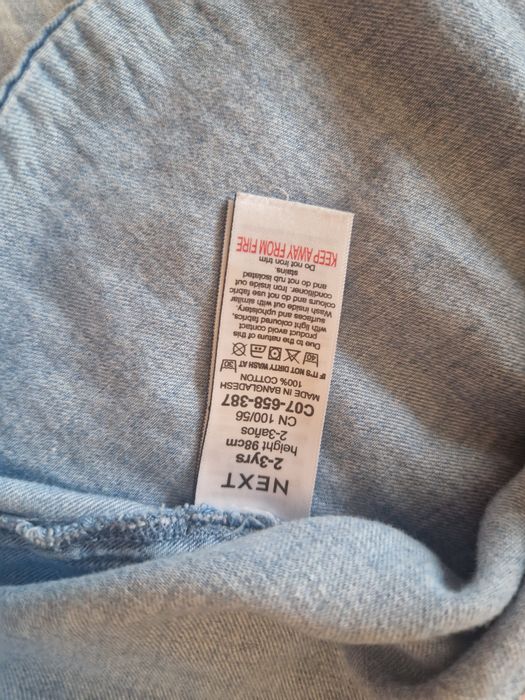 NEXT
2-3yrs
height 98cm
2-3años
CN 100/56
C07-658-387
MADE IN BANGLADESH
100% COTTON
IF IT'S NOT DIRTY WASH AT 30
40
Due to the nature of this
product avoid contact
with light coloured fabrics,
surfaces and upholstery.
Wash inside out with similar
colours and do not use fabric
conditioner. Iron inside out
and do not rub isolated
stains.
Do not iron trim
KEEP AWAY FROM FIRE